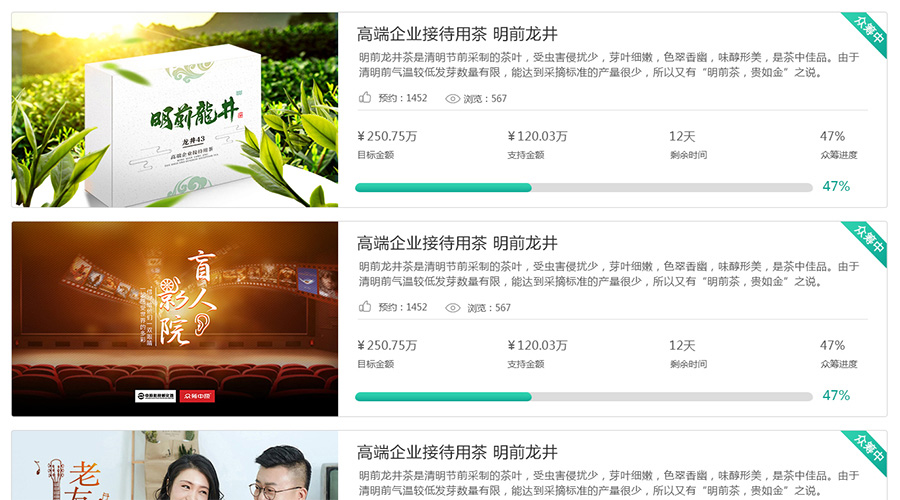 明前龍井
龙井43
高端企业接待用茶
众筹中
高端企业接待用茶 明前龙井
明前龙井茶是清明节前采制的茶叶，受虫害侵扰少，芽叶细嫩，色翠香幽，味醇形美，是茶中佳品。由于
清明前气温较低发芽数量有限，能达到采摘标准的产量很少，所以又有“明前茶，贵如金”之说。
预约：1452 浏览：567
¥250.75万 ¥120.03万 12天 47%
目标金额 支持金额 剩余时间 众筹进度
47%
盲人
影院
众筹中国
众筹中
高端企业接待用茶 明前龙井
明前龙井茶是清明节前采制的茶叶，受虫害侵扰少，芽叶细嫩，色翠香幽，味醇形美，是茶中佳品。由于
清明前气温较低发芽数量有限，能达到采摘标准的产量很少，所以又有“明前茶，贵如金”之说。
预约：1452 浏览：567
¥250.75万 ¥120.03万 12天 47%
目标金额 支持金额 剩余时间 众筹进度
47%
老
众筹中
高端企业接待用茶 明前龙井
明前龙井茶是清明节前采制的茶叶，受虫害侵扰少，芽叶细嫩，色翠香幽，味醇形美，是茶中佳品。由于
清明前气温较低发芽数量有限，能达到采摘标准的产量很少，所以又有“明前茶，贵如金”之说。